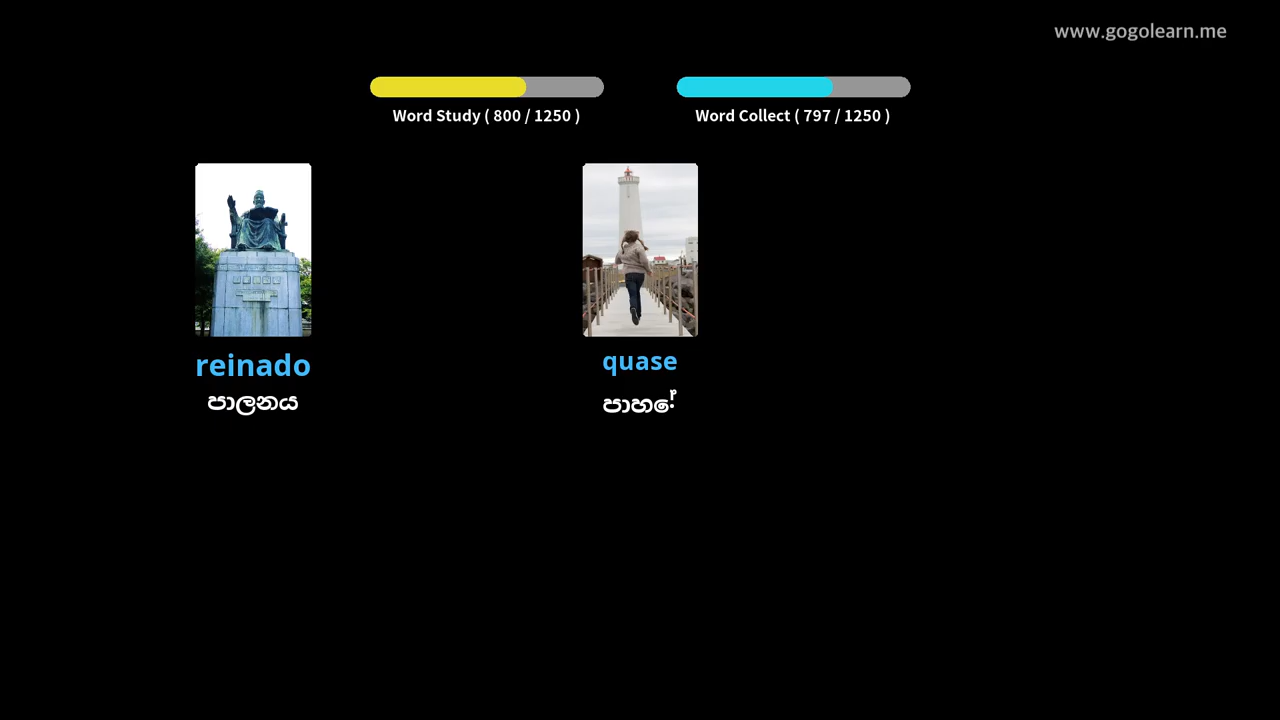 www.gogolearn.me
Word Study ( 800 / 1250 )
Word Collect ( 797 / 1250 )
reinado
quase
පාලනය